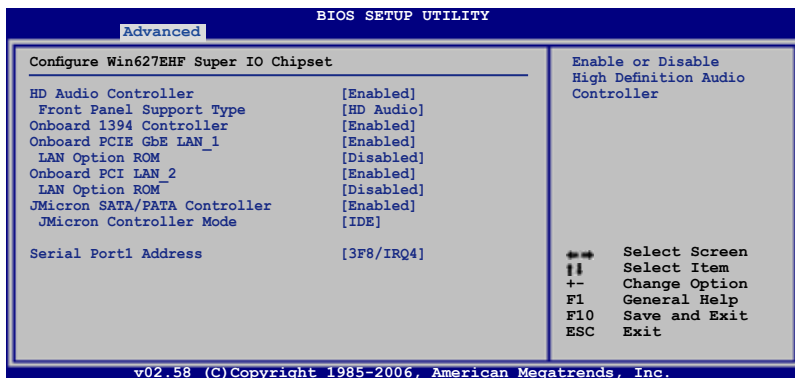 BIOS SETUP UTILITY
Advanced
Configure Win627EHF Super IO Chipset
HD Audio Controller [Enabled]
Front Panel Support Type [HD Audio]
Onboard 1394 Controller [Enabled]
Onboard PCIE GbE LAN_1 [Enabled]
LAN Option ROM [Disabled]
Onboard PCI LAN_2 [Enabled]
LAN Option ROM [Disabled]
JMicron SATA/PATA Controller [Enabled]
JMicron Controller Mode [IDE]
Serial Port1 Address [3F8/IRQ4]
Enable or Disable
High Definition Audio
Controller
←→ Select Screen
↑↓ Select Item
+- Change Option
F1 General Help
F10 Save and Exit
ESC Exit
v02.58 (C)Copyright 1985-2006, American Megatrends, Inc.